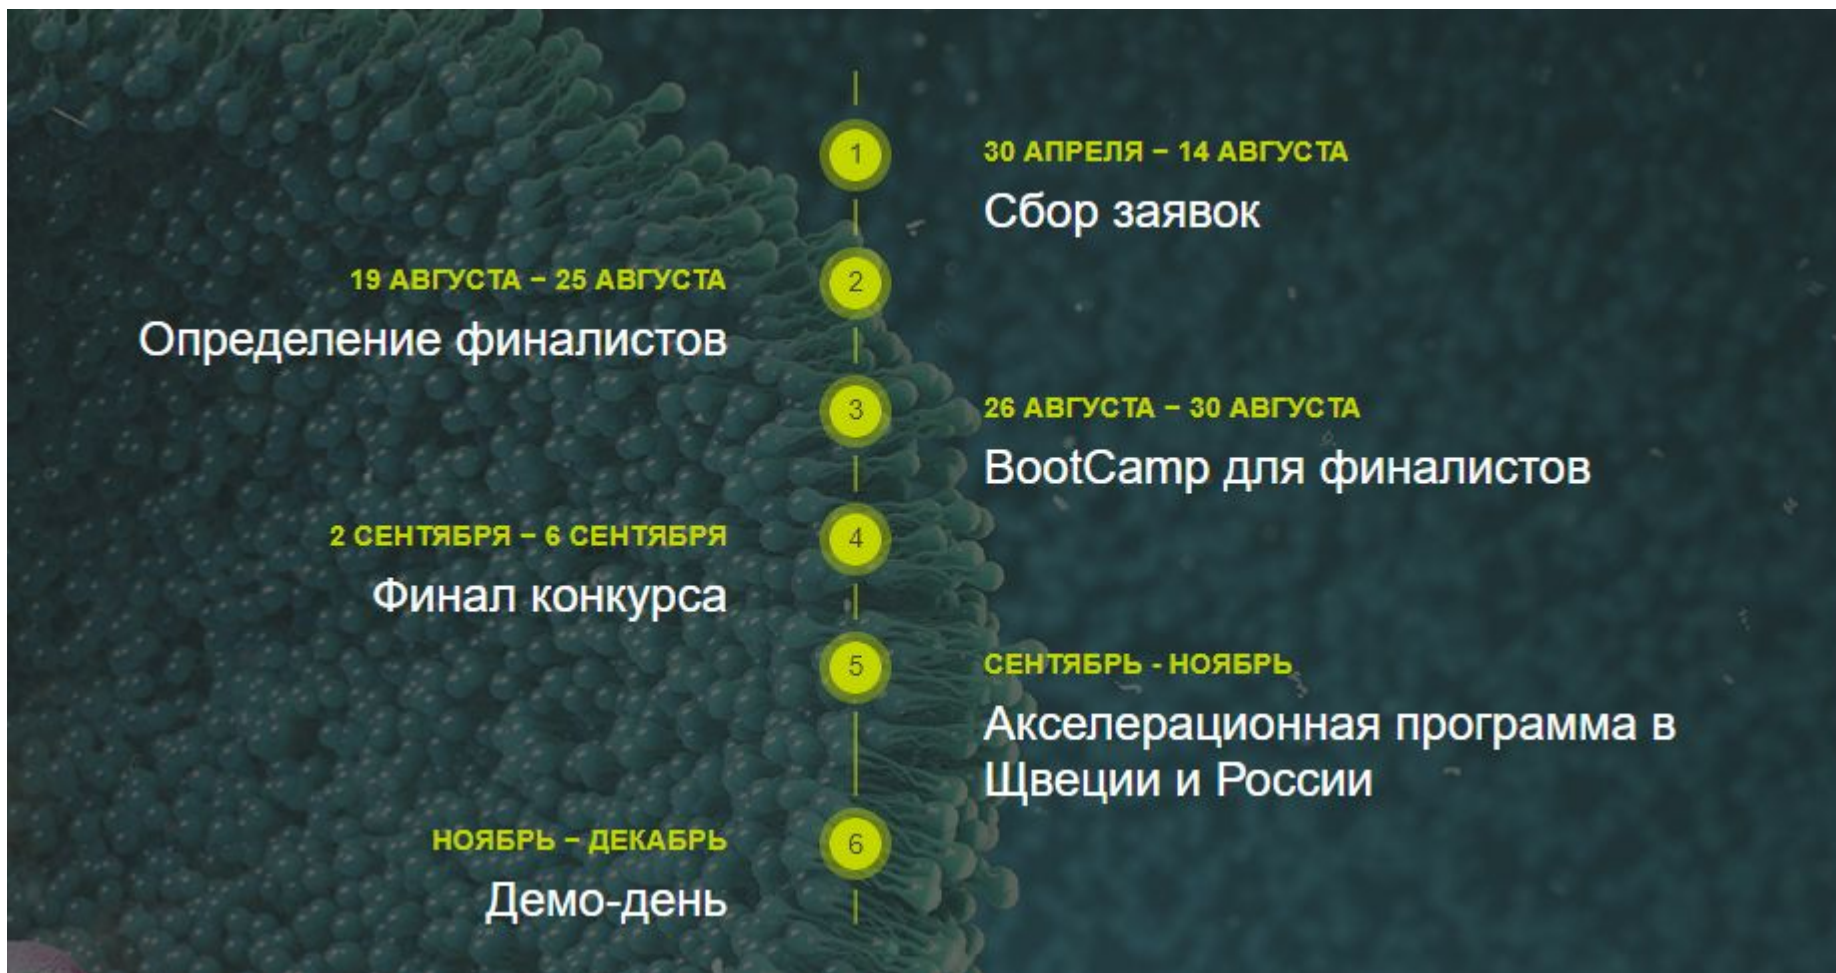 1
30 АПРЕЛЯ – 14 АВГУСТА
Сбор заявок
2
19 АВГУСТА – 25 АВГУСТА
Определение финалистов
3
26 АВГУСТА – 30 АВГУСТА
BootCamp для финалистов
4
2 СЕНТЯБРЯ – 6 СЕНТЯБРЯ
Финал конкурса
5
СЕНТЯБРЬ - НОЯБРЬ
Акселерационная программа в
Щвеции и России
6
НОЯБРЬ – ДЕКАБРЬ
Демо-день